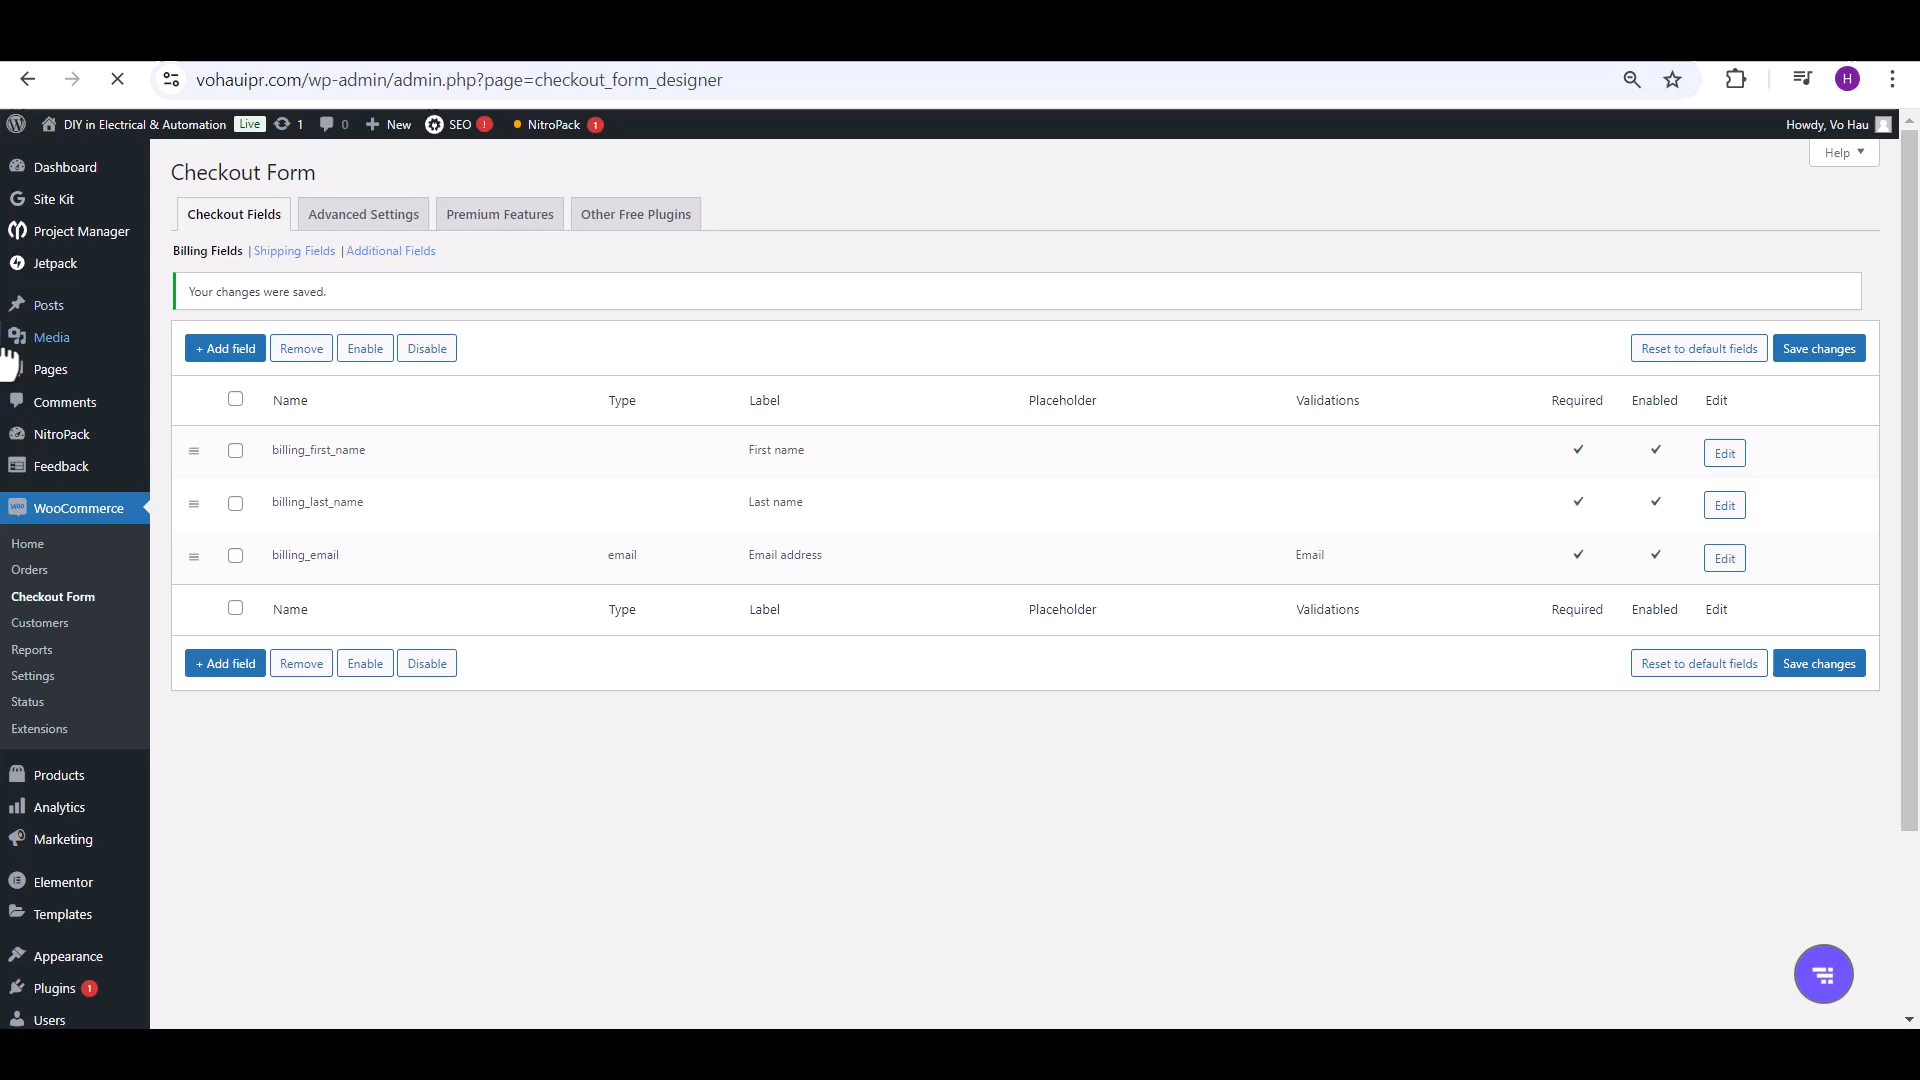 vohauipr.com/wp-admin/admin.php?page=checkout_form_designer
H
DIY in Electrical & Automation Live 1 0 New SEO ! NitroPack 1
Howdy, Vo Hau
Help
Dashboard
Site Kit
Project Manager
Jetpack
Posts
Media
Pages
Comments
NitroPack
Feedback
Woo WooCommerce
Home
Orders
Checkout Form
Customers
Reports
Settings
Status
Extensions
Products
Analytics
Marketing
Elementor
Templates
Appearance
Plugins 1
Users
Checkout Form
Checkout Fields Advanced Settings Premium Features Other Free Plugins
Billing Fields | Shipping Fields | Additional Fields
Your changes were saved.
+ Add field Remove Enable Disable Reset to default fields Save changes
Name Type Label Placeholder Validations Required Enabled Edit
billing_first_name First name Edit
billing_last_name Last name Edit
billing_email email Email address Email Edit
Name Type Label Placeholder Validations Required Enabled Edit
+ Add field Remove Enable Disable Reset to default fields Save changes